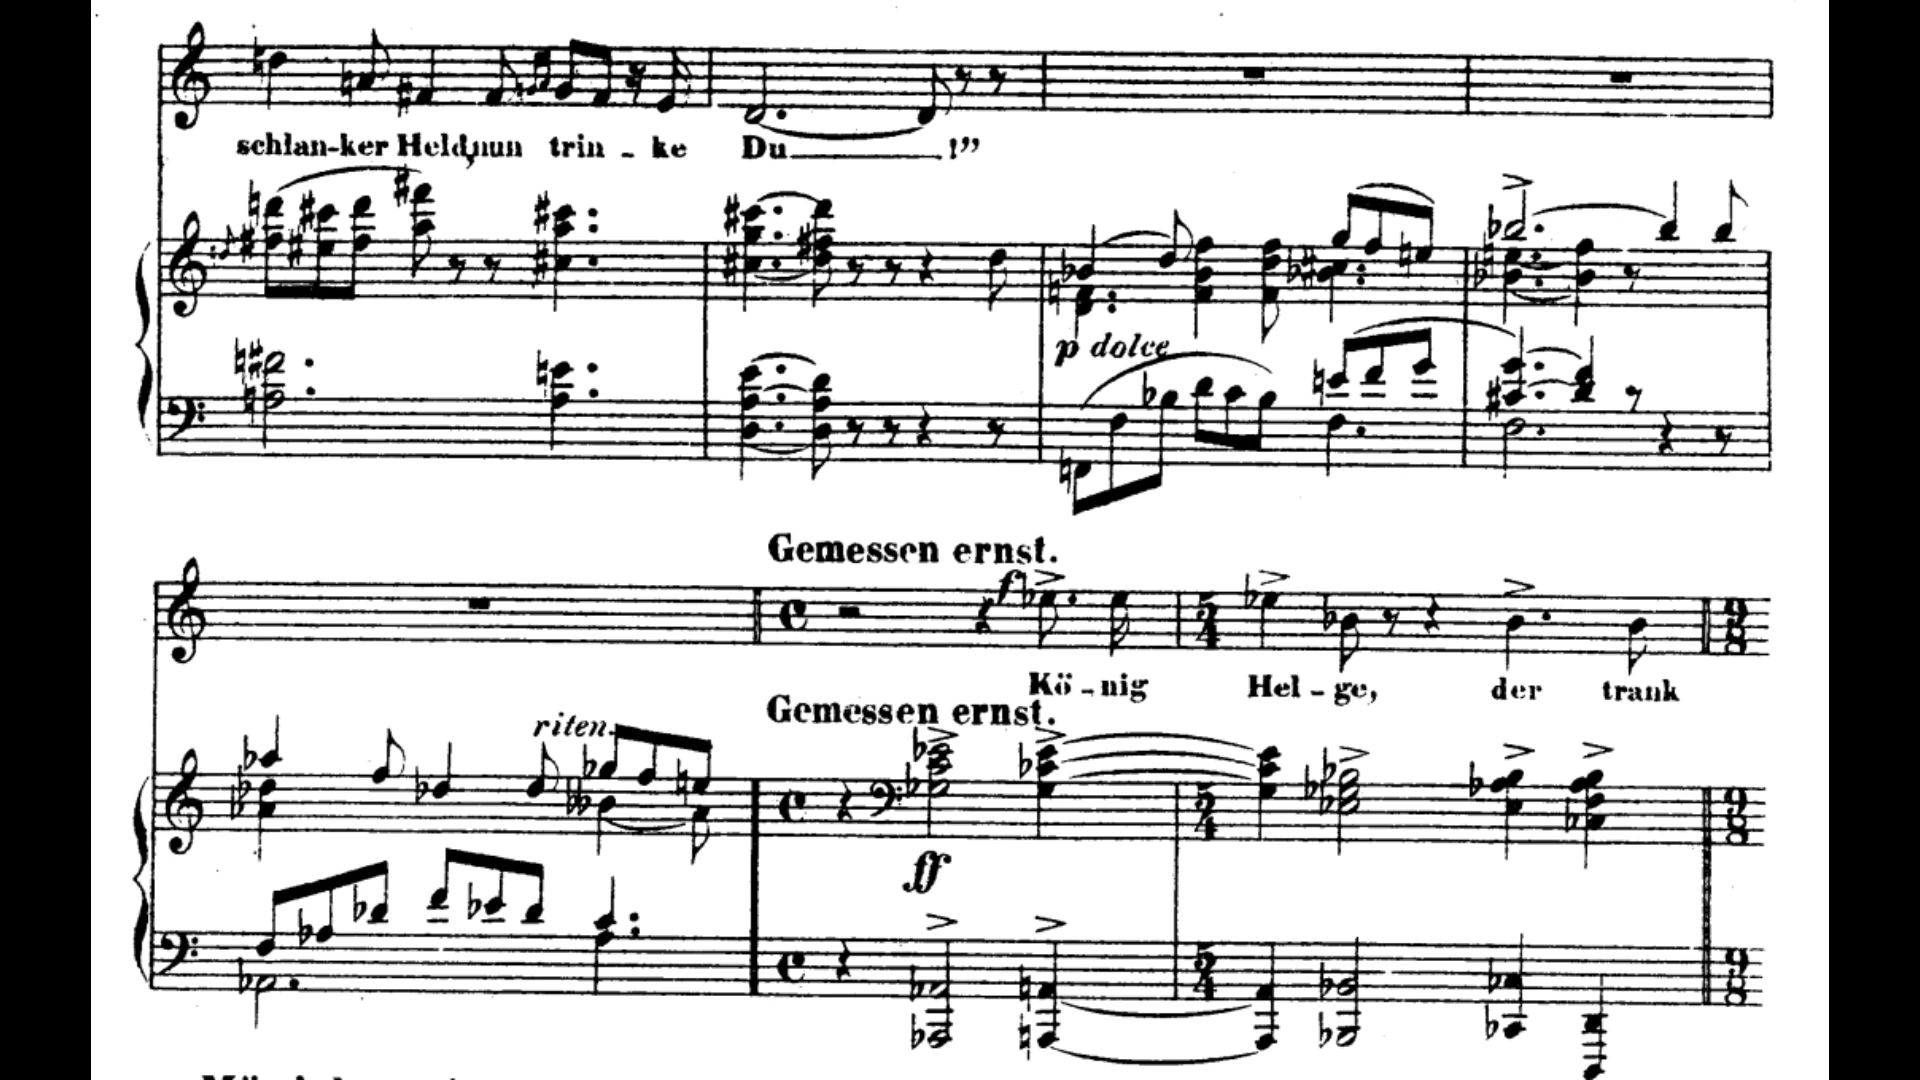 schlan-ker Held, nun trin - ke Du !”
p dolce
Gemessen ernst.
f
Kö - nig Hel - ge, der trank
riten.
Gemessen ernst.
ff